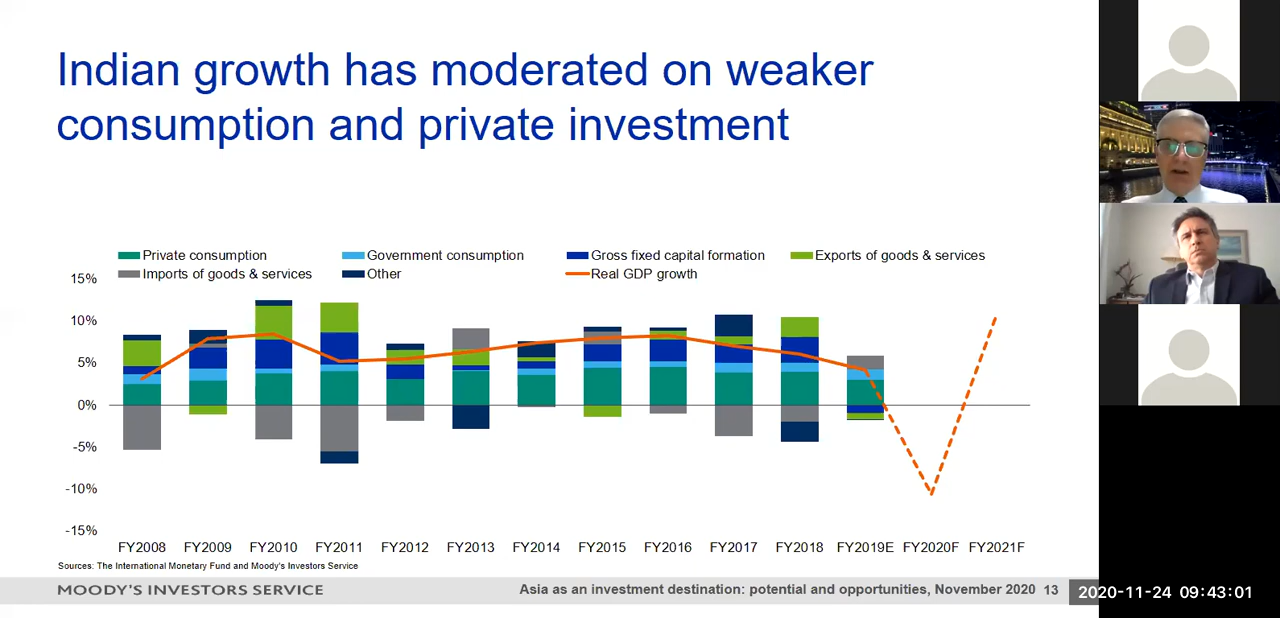 Indian growth has moderated on weaker
consumption and private investment
Private consumption
Government consumption
Gross fixed capital formation
Exports of goods & services
Imports of goods & services
Other
Real GDP growth
15%
10%
5%
0%
-5%
-10%
-15%
FY2008 FY2009 FY2010 FY2011 FY2012 FY2013 FY2014 FY2015 FY2016 FY2017 FY2018 FY2019E FY2020F FY2021F
Sources: The International Monetary Fund and Moody's Investors Service
MOODY'S INVESTORS SERVICE
Asia as an investment destination: potential and opportunities, November 2020 13
2020-11-24 09:43:01